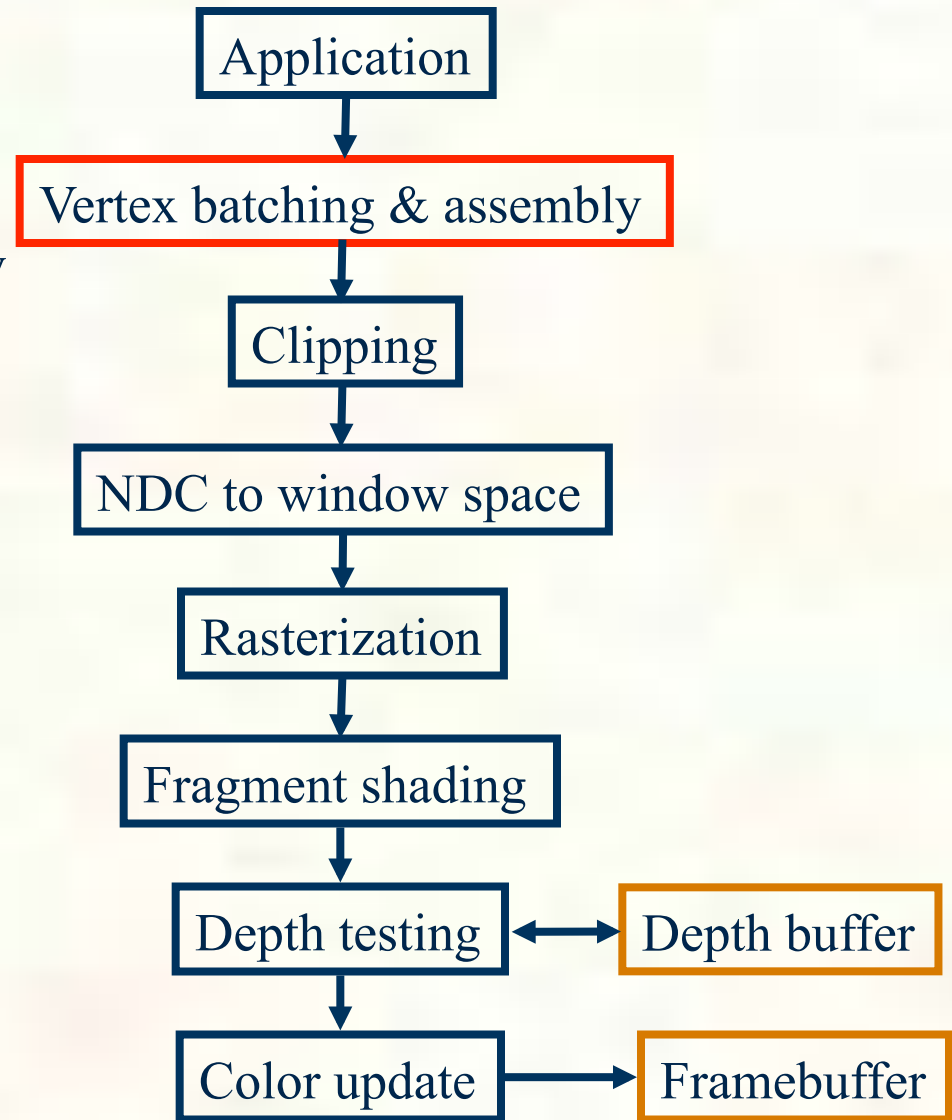 Application
Vertex batching & assembly
Clipping
NDC to window space
Rasterization
Fragment shading
Depth testing
Depth buffer
Color update
Framebuffer